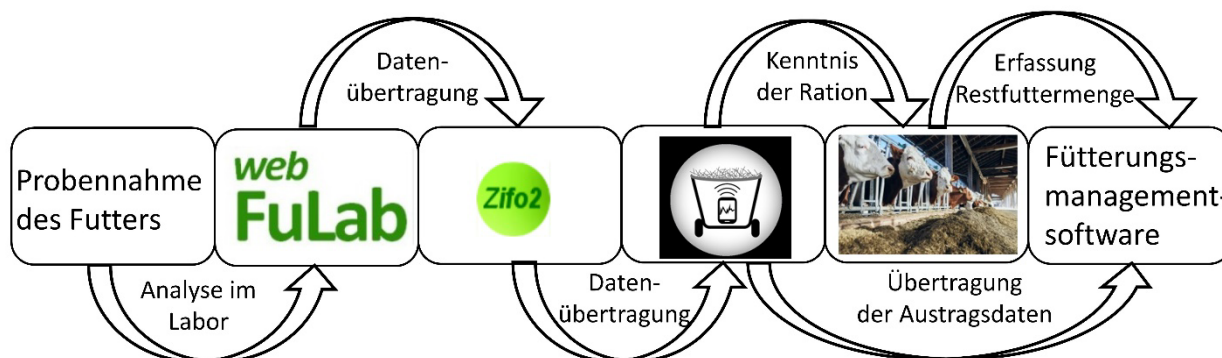 Daten-
übertragung
Kenntnis
der Ration
Erfassung
Restfuttermenge
Probennahme
des Futters
web
FuLab
Zifo2
Fütterungs-
management-
software
Analyse im
Labor
Daten-
übertragung
Übertragung
der Austragsdaten